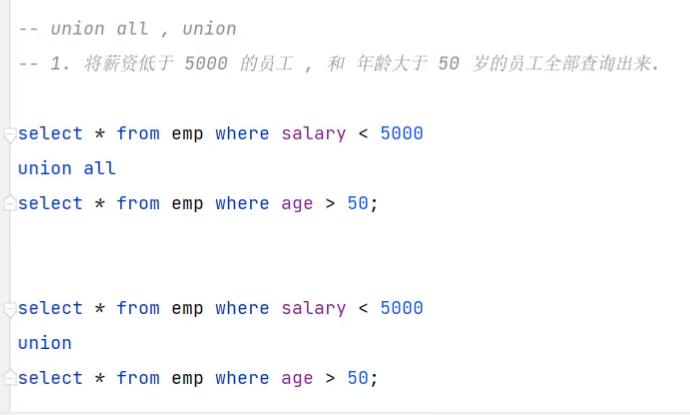 -- union all , union
-- 1. 将薪资低于 5000 的员工 , 和 年龄大于 50 岁的员工全部查询出来.
select * from emp where salary < 5000
union all
select * from emp where age > 50;
select * from emp where salary < 5000
union
select * from emp where age > 50;